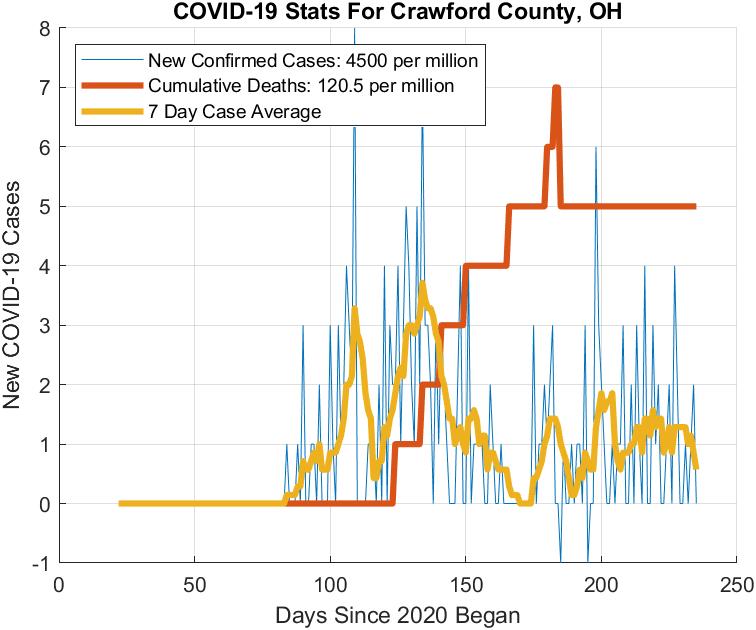 COVID-19 Stats For Crawford County, OH
8
7
6
5
4
3
2
1
0
-1
New COVID-19 Cases
New Confirmed Cases: 4500 per million
Cumulative Deaths: 120.5 per million
7 Day Case Average
0 50 100 150 200 250
Days Since 2020 Began